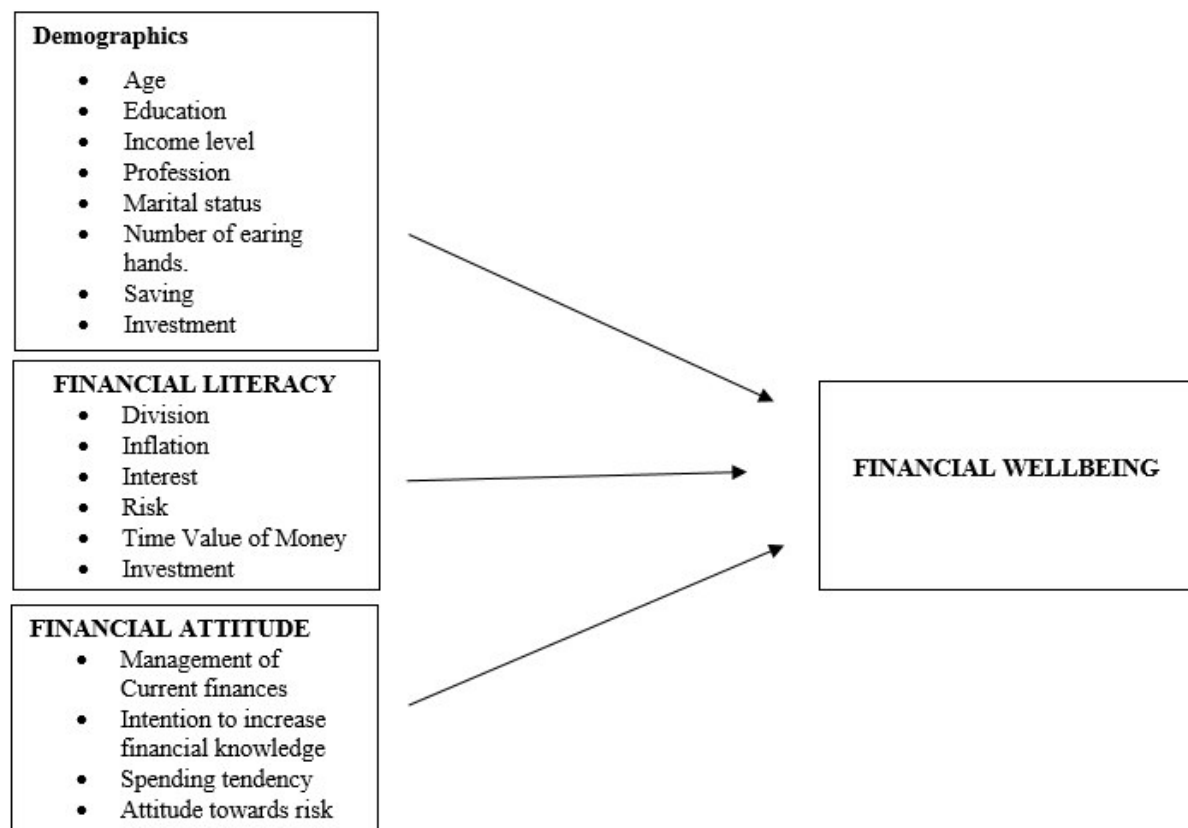 Demographics
• Age
• Education
• Income level
• Profession
• Marital status
• Number of earing
hands.
• Saving
• Investment
FINANCIAL LITERACY
• Division
• Inflation
• Interest
• Risk
• Time Value of Money
• Investment
FINANCIAL ATTITUDE
• Management of
Current finances
• Intention to increase
financial knowledge
• Spending tendency
• Attitude towards risk
FINANCIAL WELLBEING